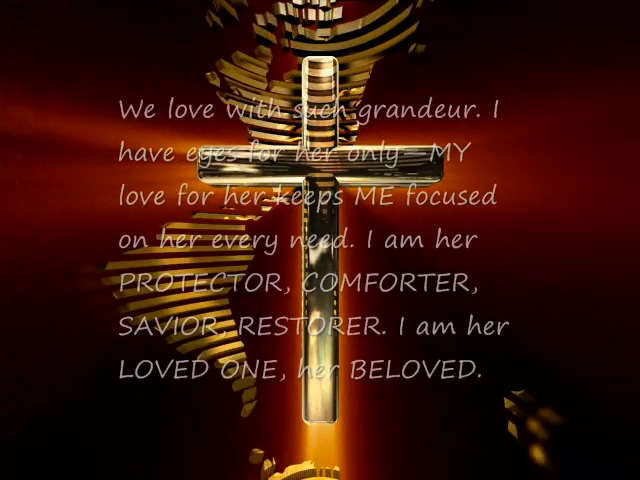 We love with such grandeur. I
have eyes for her only - MY
love for her keeps ME focused
on her every need. I am her
PROTECTOR, COMFORTER,
SAVIOR, RESTORER. I am her
LOVED ONE, her BELOVED.